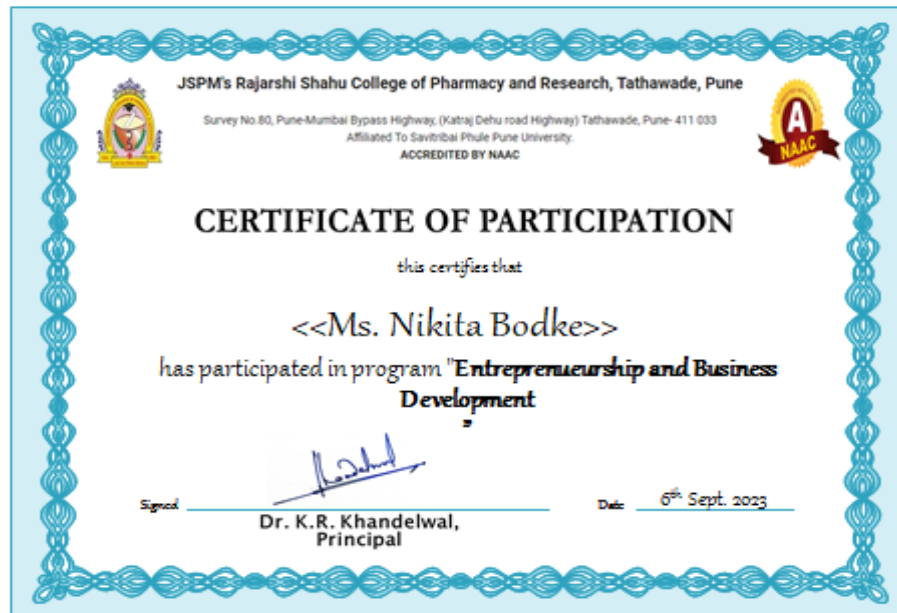 JSPM's Rajarshi Shahu College of Pharmacy and Research, Tathawade, Pune
Survey No.80, Pune-Mumbai Bypass Highway, (Katraj Dehu road Highway) Tathawade, Pune- 411 033
Affiliated To Savitribai Phule Pune University.
ACCREDITED BY NAAC
A
NAAC
CERTIFICATE OF PARTICIPATION
this certifies that
<<Ms. Nikita Bodke>>
has participated in program "Entreprenueurship and Business
Development
"
Signed
Date 6th Sept. 2023
Dr. K.R. Khandelwal,
Principal